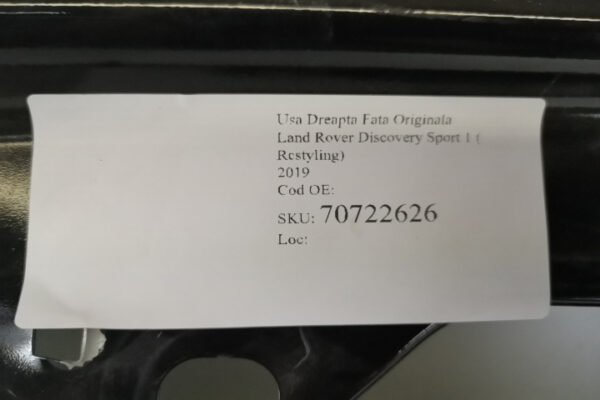 Usa Dreapta Fata Originala
Land Rover Discovery Sport 1 (
Restyling)
2019
Cod OE:
SKU: 70722626
Loc: